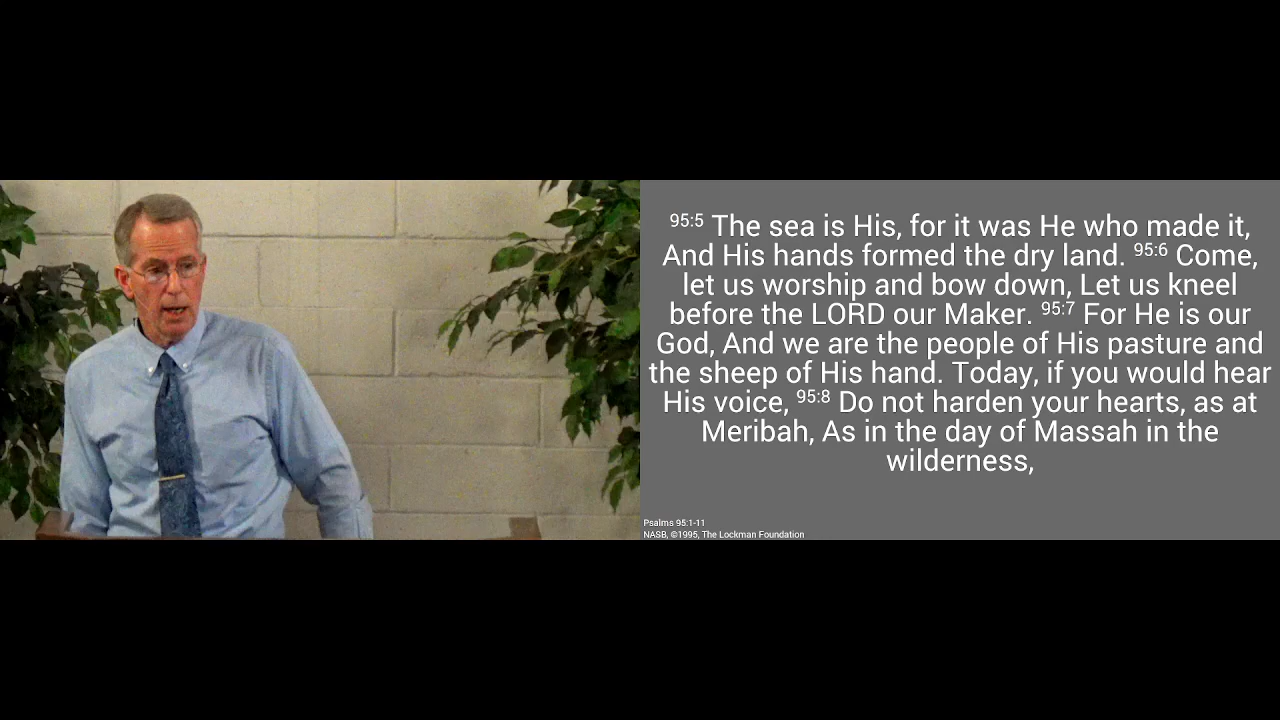 95:5 The sea is His, for it was He who made it,
And His hands formed the dry land. 95:6 Come,
let us worship and bow down, Let us kneel
before the LORD our Maker. 95:7 For He is our
God, And we are the people of His pasture and
the sheep of His hand. Today, if you would hear
His voice, 95:8 Do not harden your hearts, as at
Meribah, As in the day of Massah in the
wilderness,
Psalms 95:1-11
NASB, ©1995, The Lockman Foundation